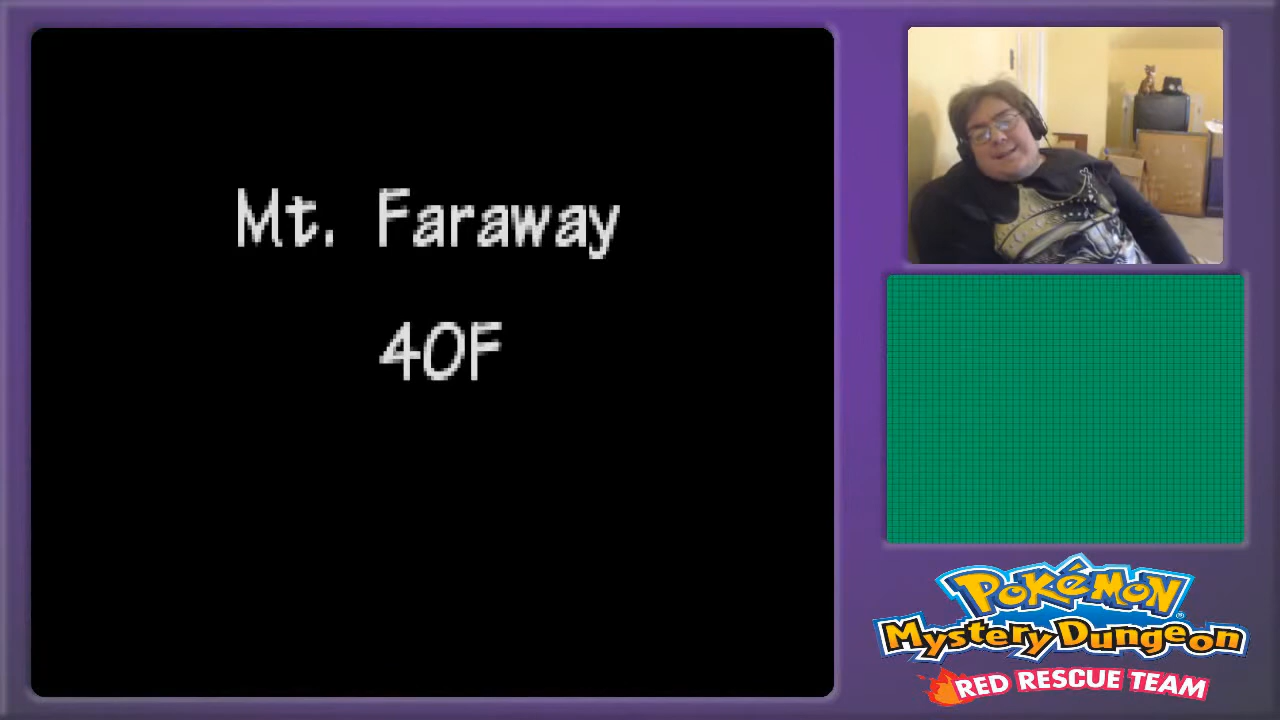 Mt. Faraway
40F
POKéMON
Mystery Dungeon
RED RESCUE TEAM